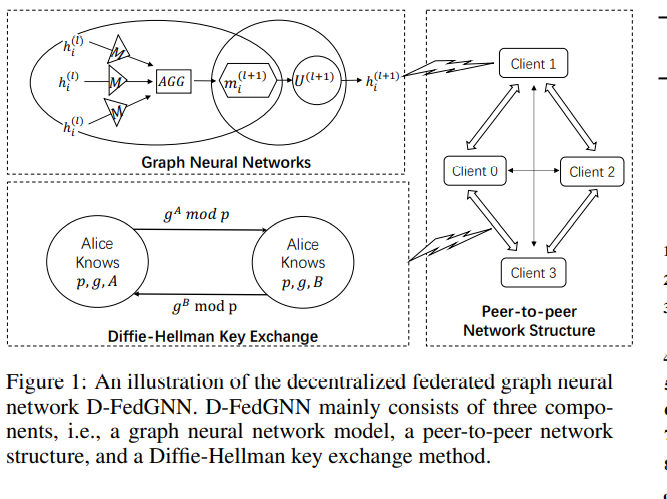 h_i^(l)
M
h_i^(l)
M
AGG
m_i^(l+1)
U^(l+1)
h_i^(l+1)
h_i^(l)
M
Graph Neural Networks
g^A mod p
Alice
Knows
p, g, A
Alice
Knows
p, g, B
g^B mod p
Diffie-Hellman Key Exchange
Client 1
Client 0
Client 2
Client 3
Peer-to-peer
Network Structure
Figure 1: An illustration of the decentralized federated graph neural
network D-FedGNN. D-FedGNN mainly consists of three compo-
nents, i.e., a graph neural network model, a peer-to-peer network
structure, and a Diffie-Hellman key exchange method.